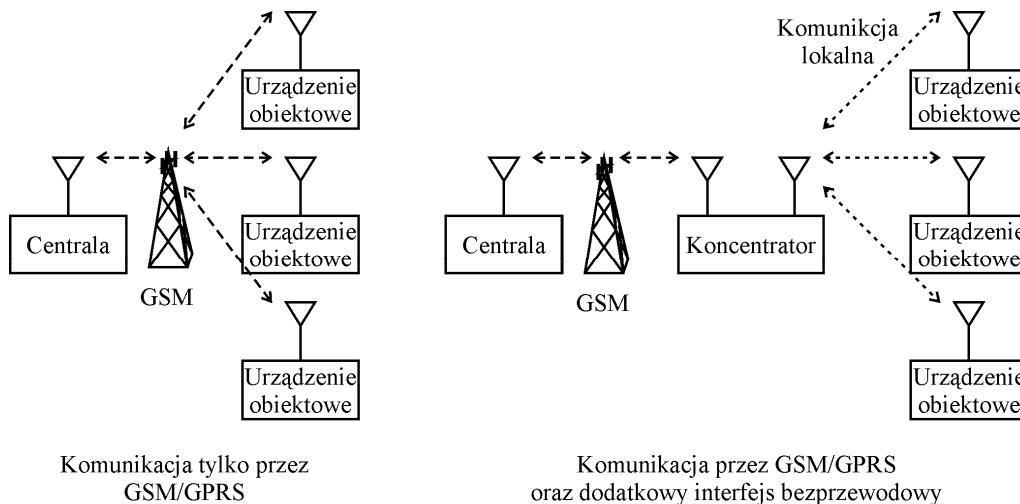 Urządzenie
obiektowe
Centrala
GSM
Urządzenie
obiektowe
Urządzenie
obiektowe
Komunikacja tylko przez
GSM/GPRS
Komunikcja
lokalna
Urządzenie
obiektowe
Centrala
GSM
Koncentrator
Urządzenie
obiektowe
Urządzenie
obiektowe
Komunikacja przez GSM/GPRS
oraz dodatkowy interfejs bezprzewodowy